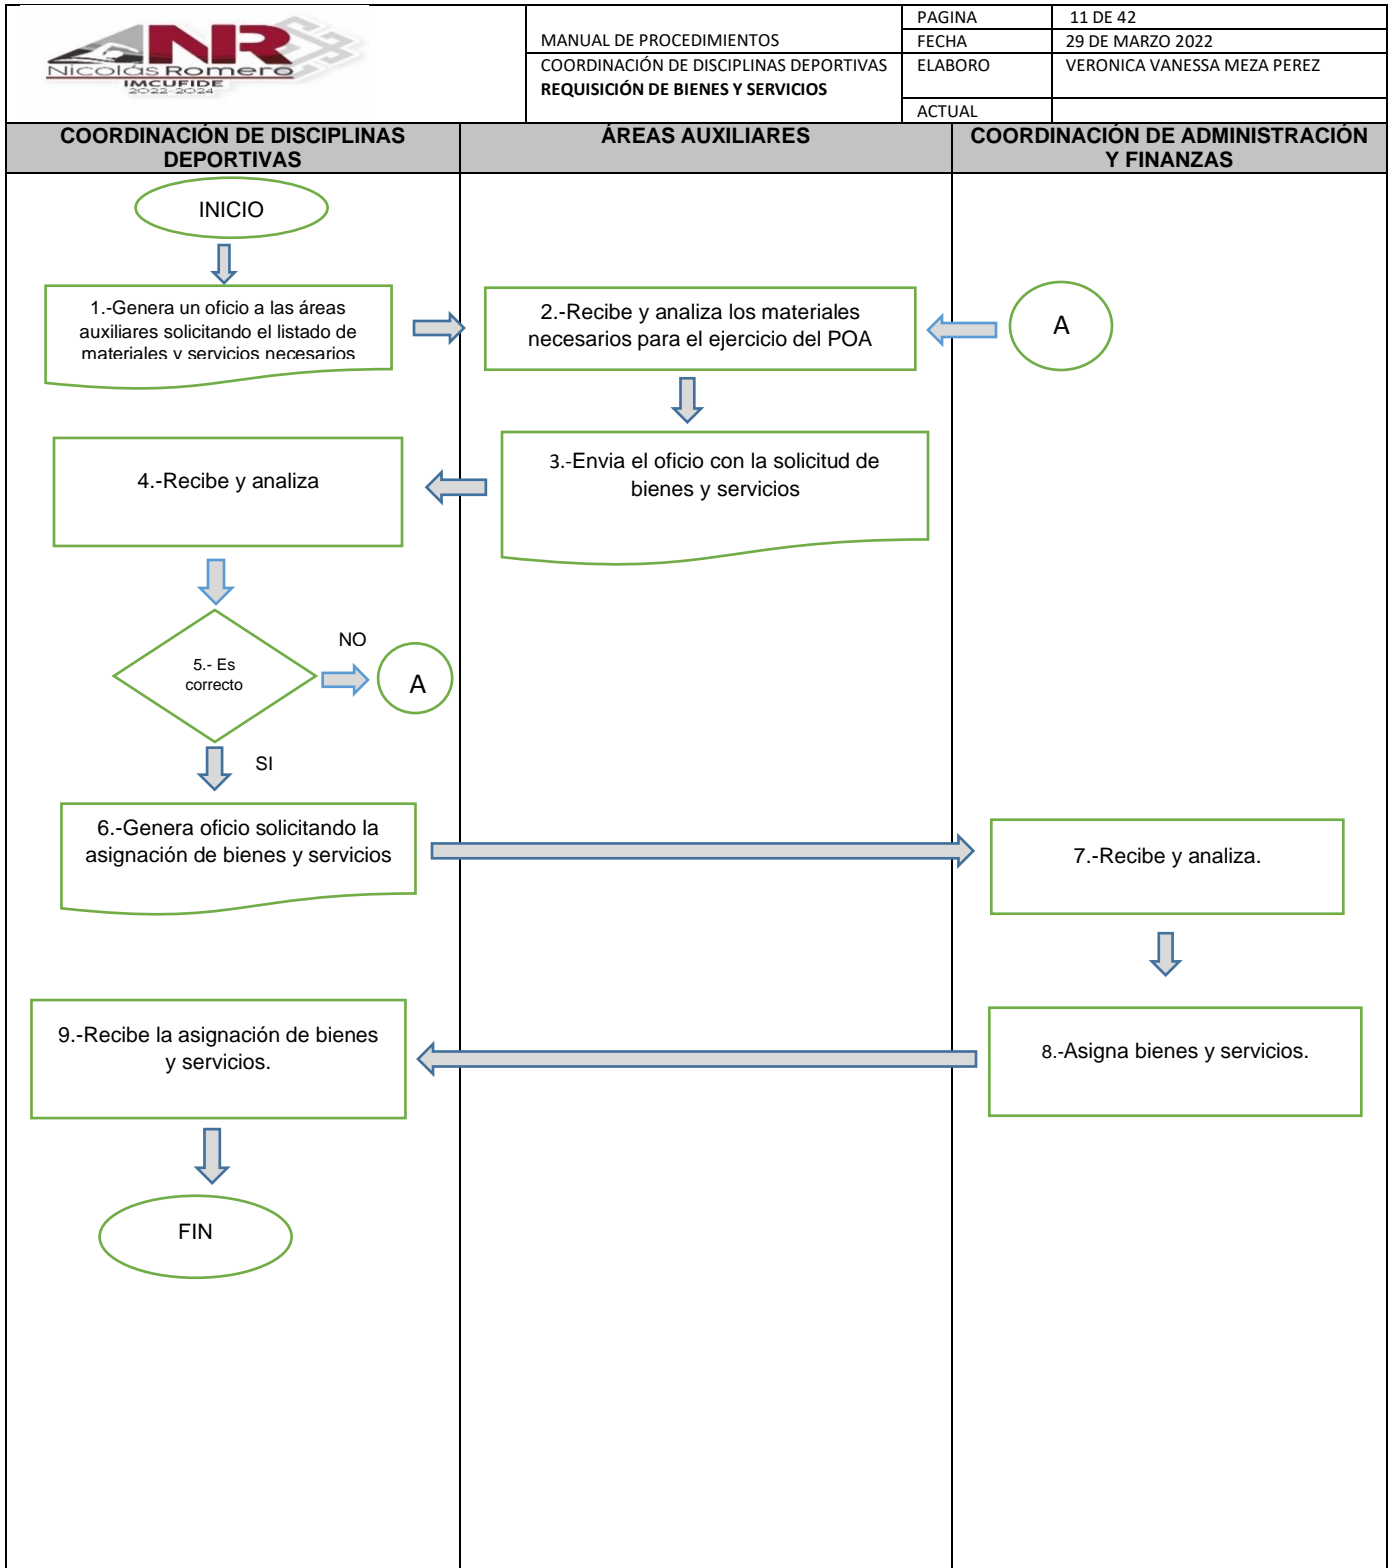 NR
Nicolás Romero
IMCUFIDE
2022-2024
MANUAL DE PROCEDIMIENTOS
COORDINACIÓN DE DISCIPLINAS DEPORTIVAS
REQUISICIÓN DE BIENES Y SERVICIOS
PAGINA 11 DE 42
FECHA 29 DE MARZO 2022
ELABORO VERONICA VANESSA MEZA PEREZ
ACTUAL
COORDINACIÓN DE DISCIPLINAS
DEPORTIVAS
ÁREAS AUXILIARES
COORDINACIÓN DE ADMINISTRACIÓN
Y FINANZAS
INICIO
1.-Genera un oficio a las áreas
auxiliares solicitando el listado de
materiales y servicios necesarios
2.-Recibe y analiza los materiales
necesarios para el ejercicio del POA
A
3.-Envia el oficio con la solicitud de
bienes y servicios
4.-Recibe y analiza
5.- Es
correcto
NO
A
SI
6.-Genera oficio solicitando la
asignación de bienes y servicios
7.-Recibe y analiza.
8.-Asigna bienes y servicios.
9.-Recibe la asignación de bienes
y servicios.
FIN